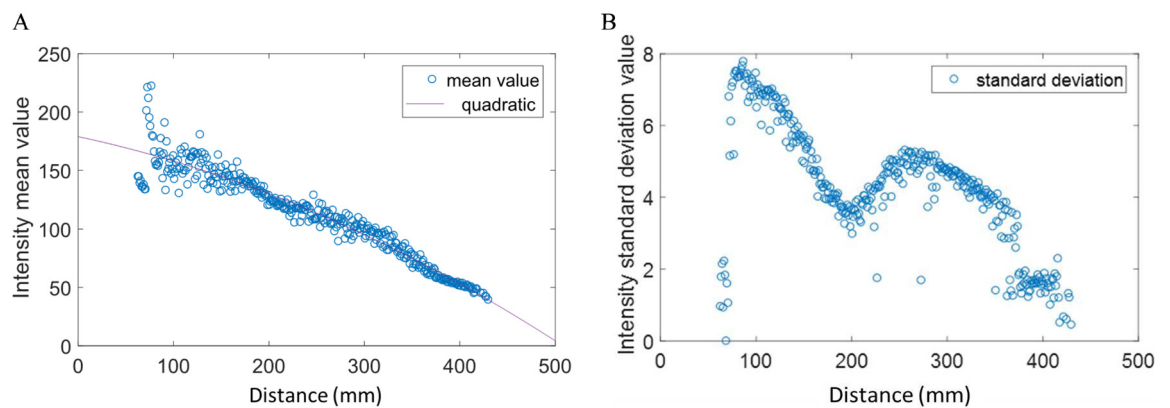 A
B
250
200
150
100
50
0
0
100
200
300
400
500
Intensity mean value
Distance (mm)
mean value
quadratic
8
6
4
2
0
0
100
200
300
400
500
Intensity standard deviation value
Distance (mm)
standard deviation